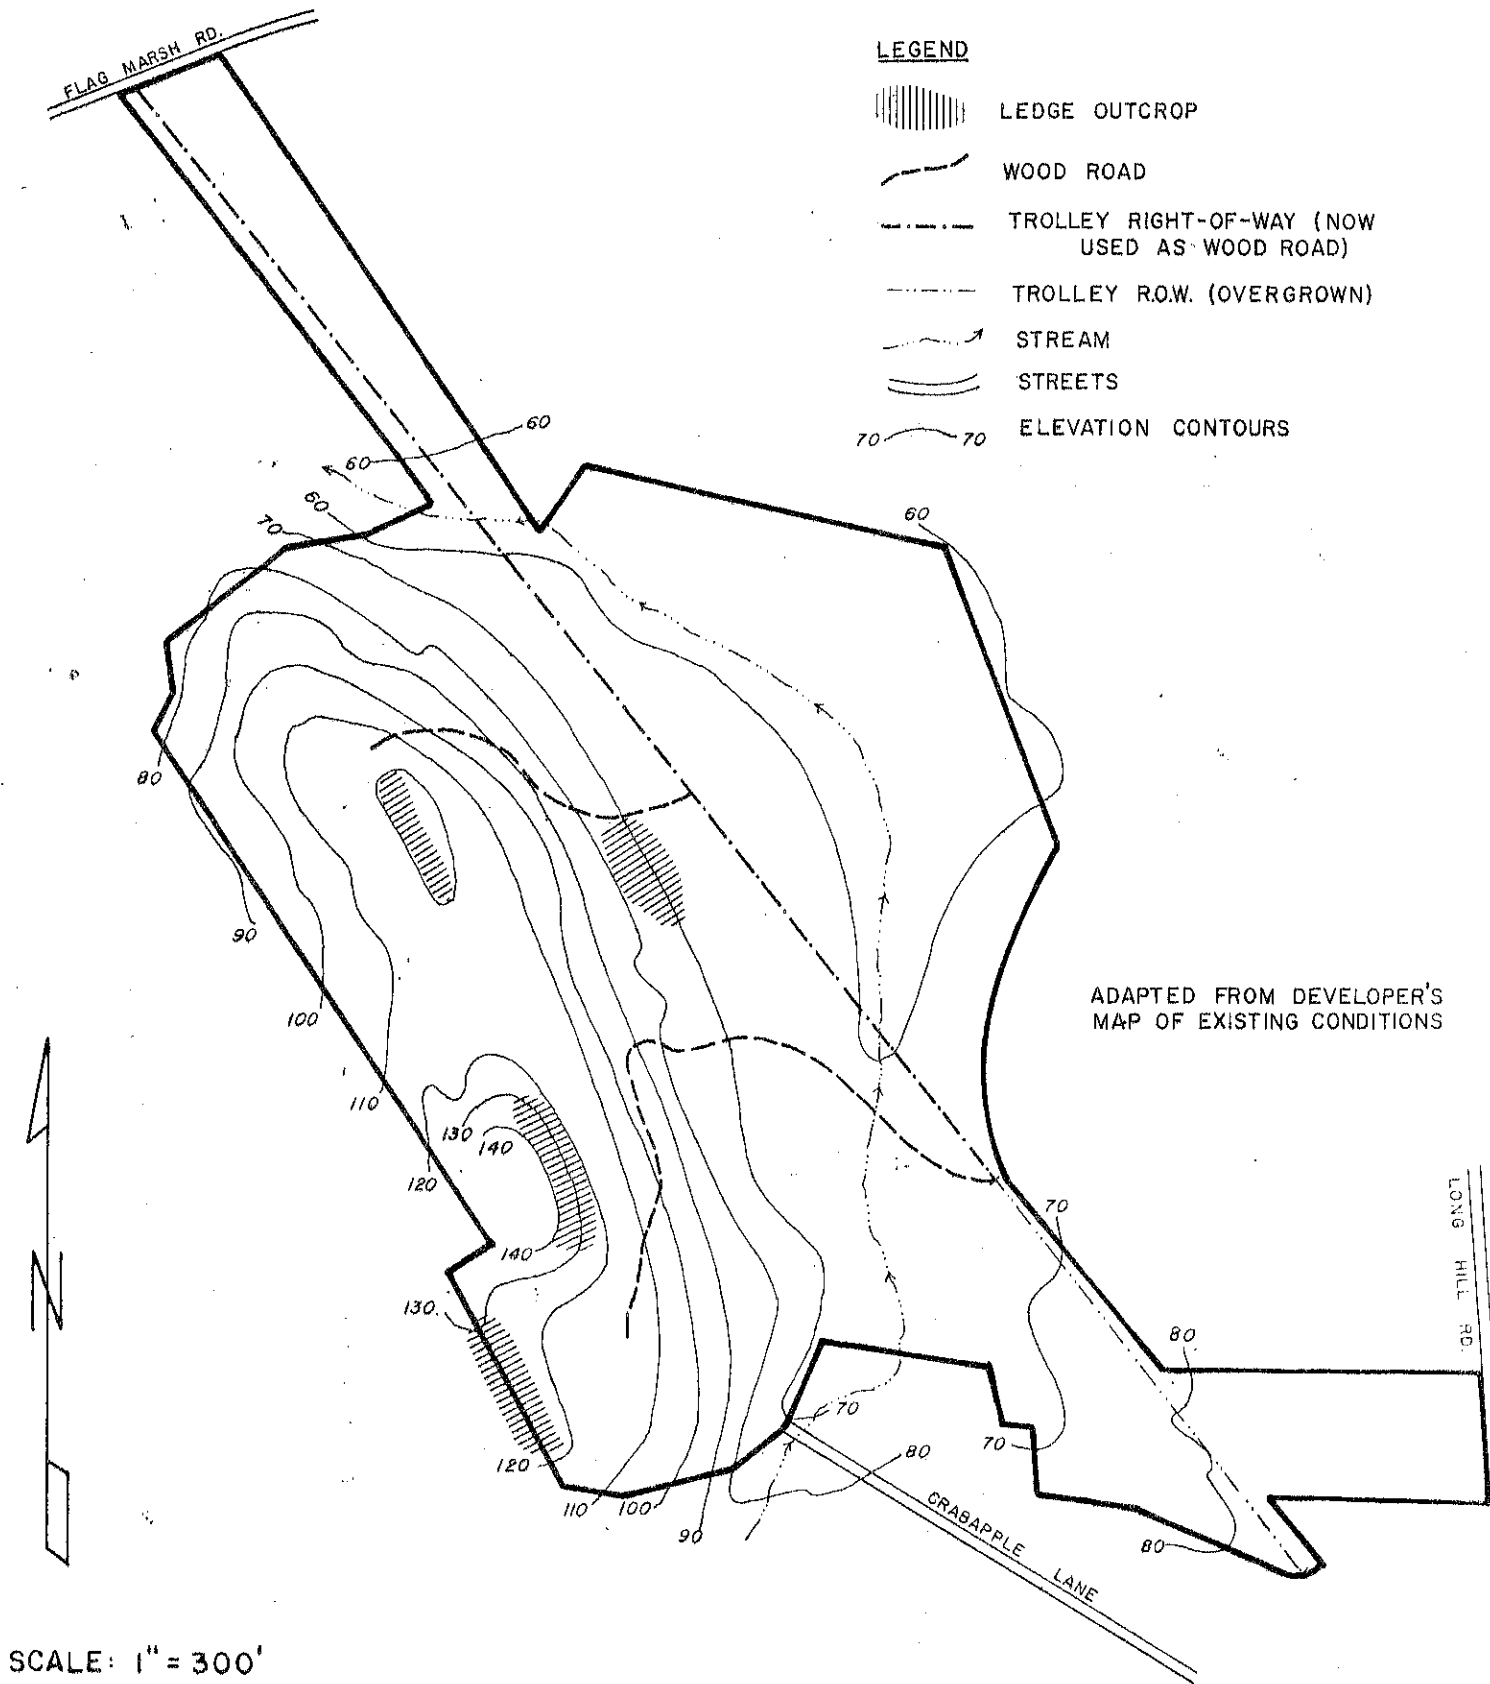 FLAG MARSH RD.
LEGEND
LEDGE OUTCROP
WOOD ROAD
TROLLEY RIGHT-OF-WAY (NOW
USED AS WOOD ROAD)
TROLLEY R.O.W. (OVERGROWN)
STREAM
STREETS
70 70 ELEVATION CONTOURS
60
60
60
70
60
80
90
100
110
120
130
140
140
130
120
110
100
90
80
70
70
70
80
80
ADAPTED FROM DEVELOPER'S
MAP OF EXISTING CONDITIONS
LONG HILL RD.
CRABAPPLE LANE
N
SCALE: 1" = 300'